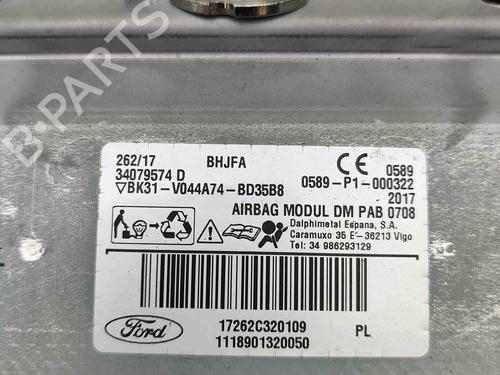 B-PARTS
262/17 BHJFA
34079574 D
▽BK31-V044A74-BD35B8
CE 0589
0589-P1-000322
2017
AIRBAG MODUL DM PAB 0708
Dalphimetal Espana, S.A.
Caramuxo 35 E-36213 Vigo
Tel: 34 986293129
Ford
17262C320109 PL
1118901320050